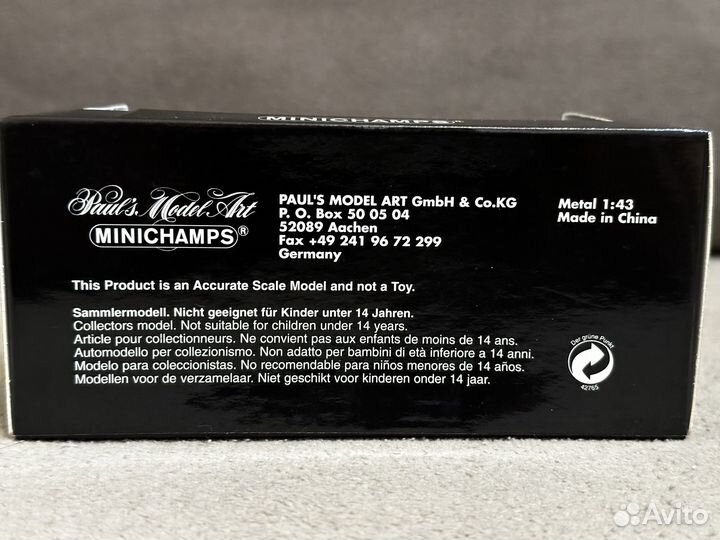 MINICHAMPS®
Paul's Model Art
MINICHAMPS®
PAUL'S MODEL ART GmbH & Co.KG
P. O. Box 50 05 04
52089 Aachen
Fax +49 241 96 72 299
Germany
Metal 1:43
Made in China
This Product is an Accurate Scale Model and not a Toy.
Sammlermodell. Nicht geeignet für Kinder unter 14 Jahren.
Collectors model. Not suitable for children under 14 years.
Article pour collectionneurs. Ne convient pas aux enfants de moins de 14 ans.
Automodello per collezionismo. Non adatto per bambini di età inferiore a 14 anni.
Modelo para coleccionistas. No recomendable para niños menores de 14 años.
Modellen voor de verzamelaar. Niet geschikt voor kinderen onder 14 jaar.
Der grüne Punkt
42765
Avito